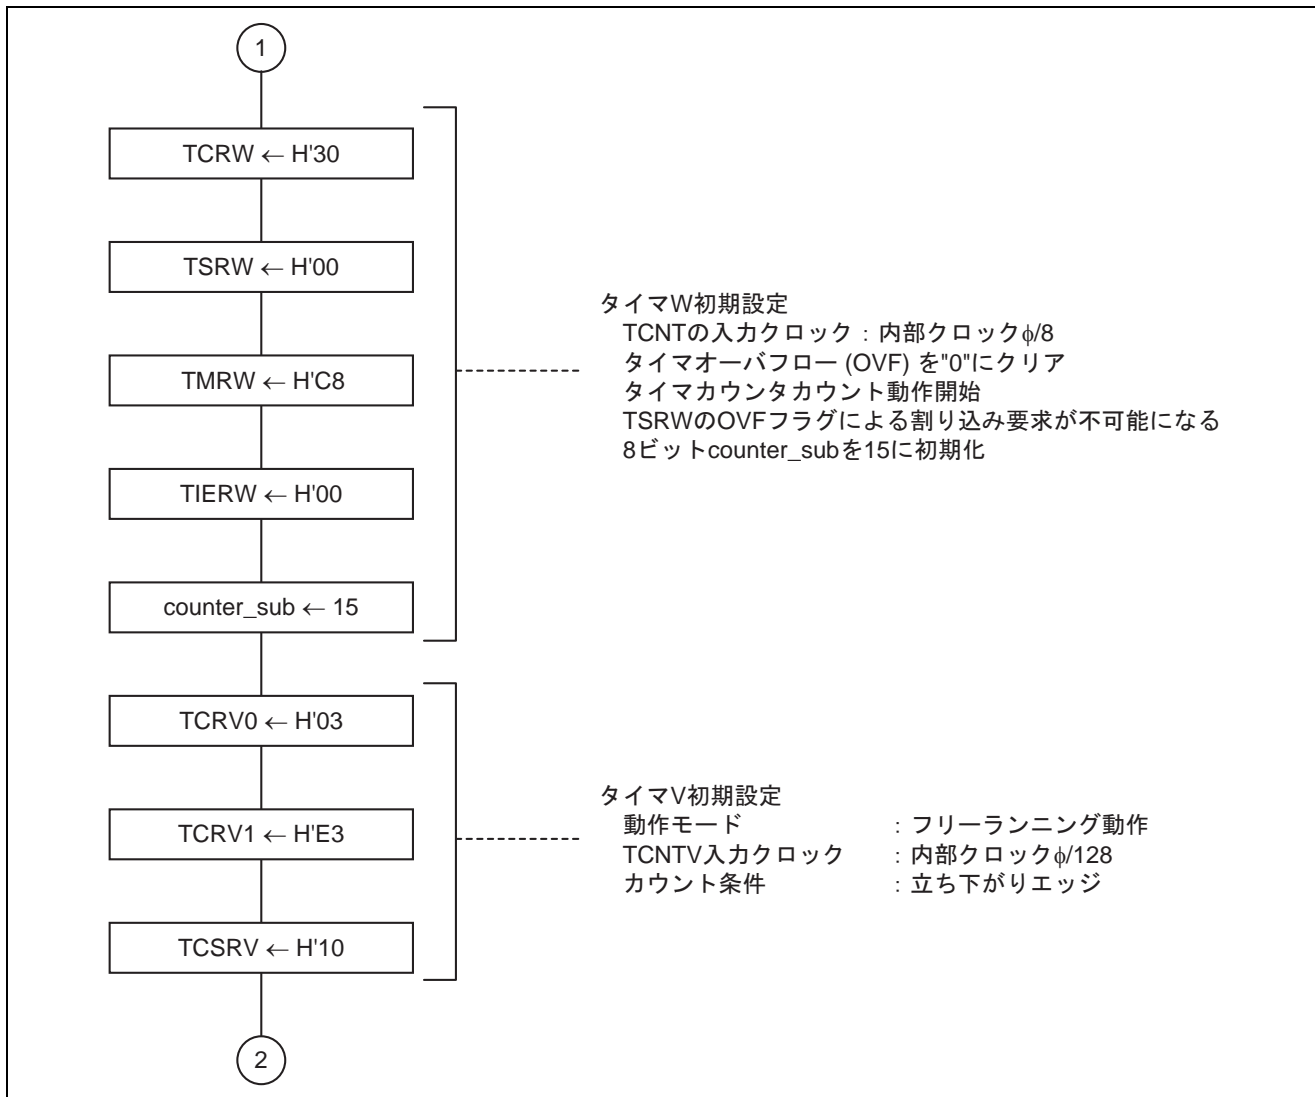 1
TCRW ← H'30
TSRW ← H'00
TMRW ← H'C8
TIERW ← H'00
counter_sub ← 15
タイマW初期設定
TCNTの入力クロック : 内部クロックφ/8
タイマオーバフロー (OVF) を"0"にクリア
タイマカウンタカウント動作開始
TSRWのOVFフラグによる割り込み要求が不可能になる
8ビットcounter_subを15に初期化
TCRV0 ← H'03
TCRV1 ← H'E3
TCSRV ← H'10
タイマV初期設定
動作モード : フリーランニング動作
TCNTV入力クロック : 内部クロックφ/128
カウント条件 : 立ち下がりエッジ
2